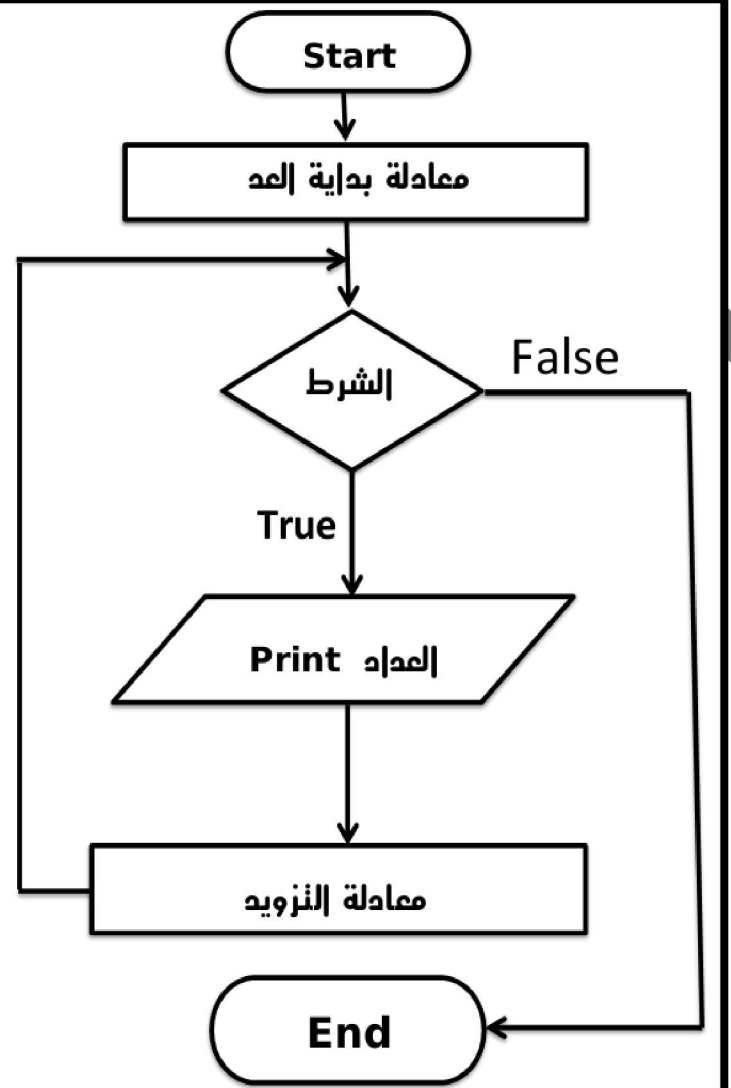 Start
معادلة بداية العد
الشرط
False
True
Print العداد
معادلة التزويد
End